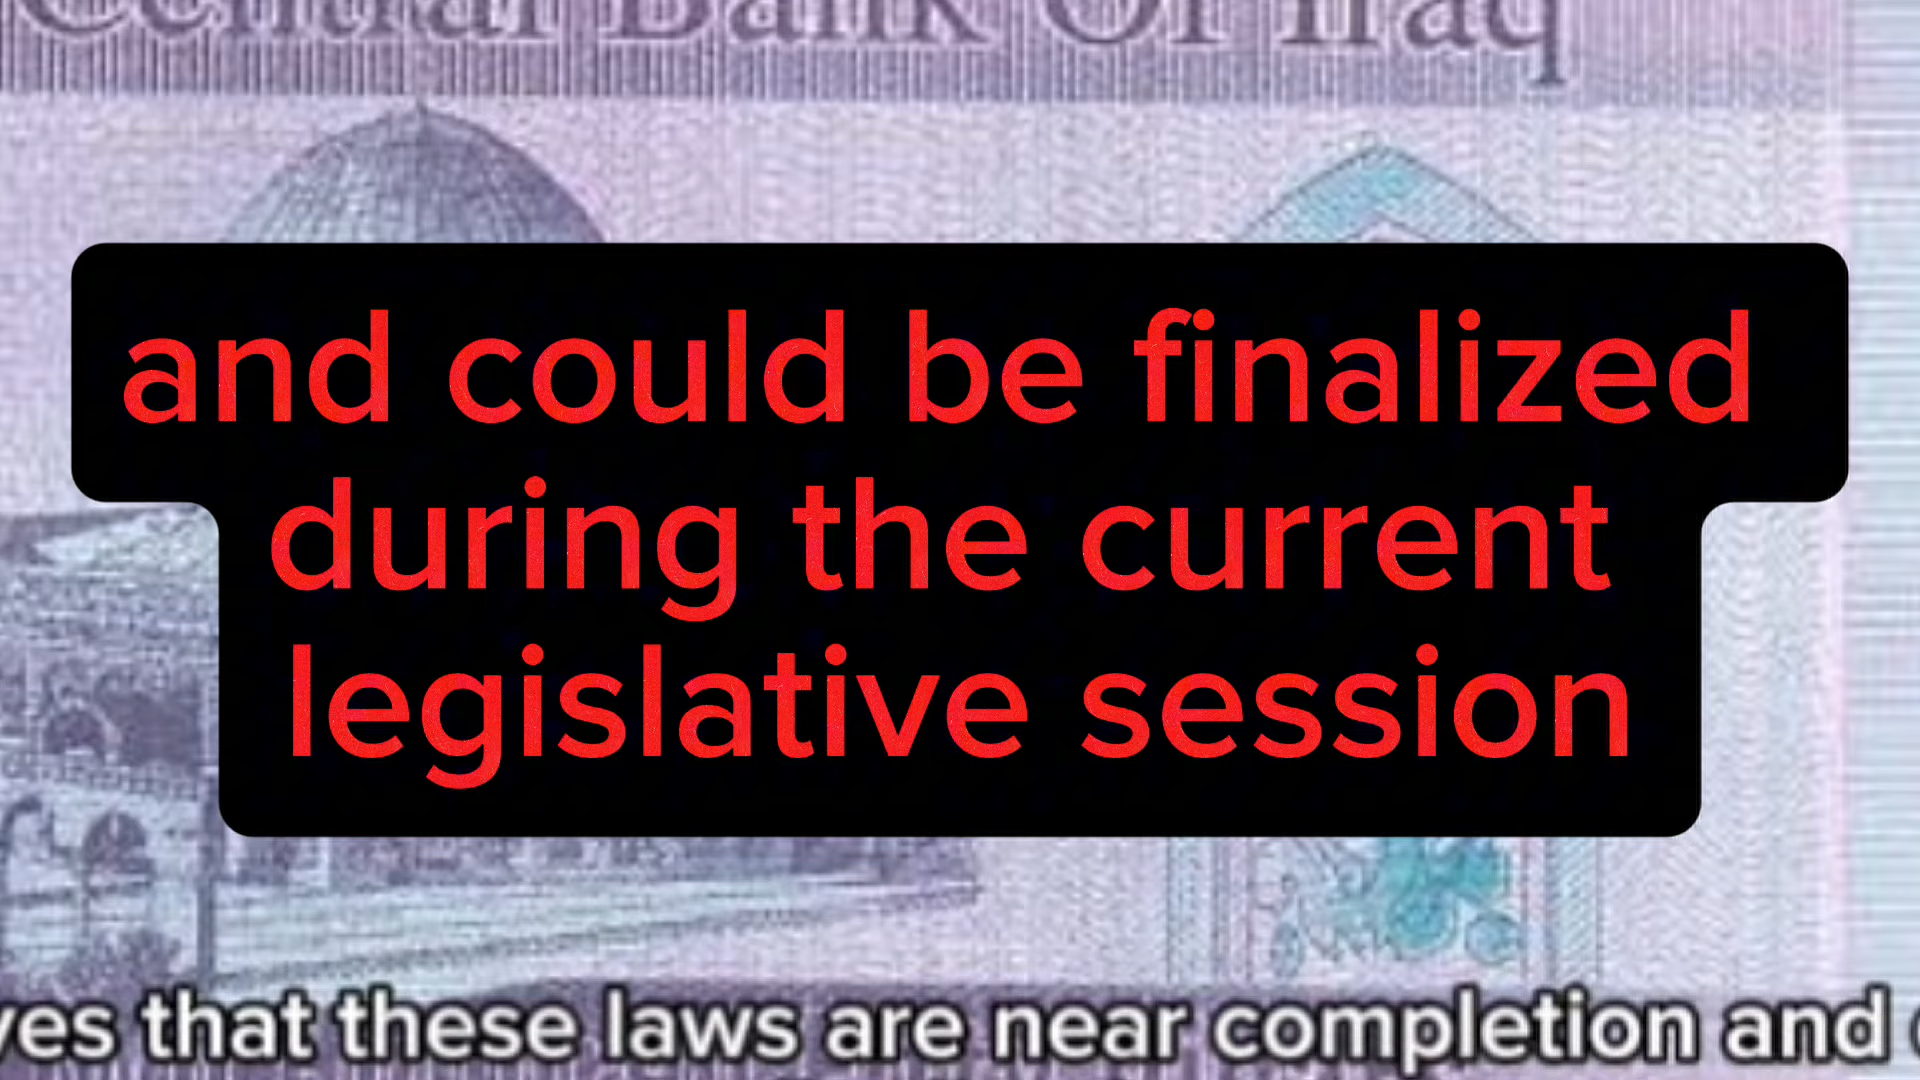 Central Bank Of Iraq
and could be finalized
during the current
legislative session
that these laws are near completion and